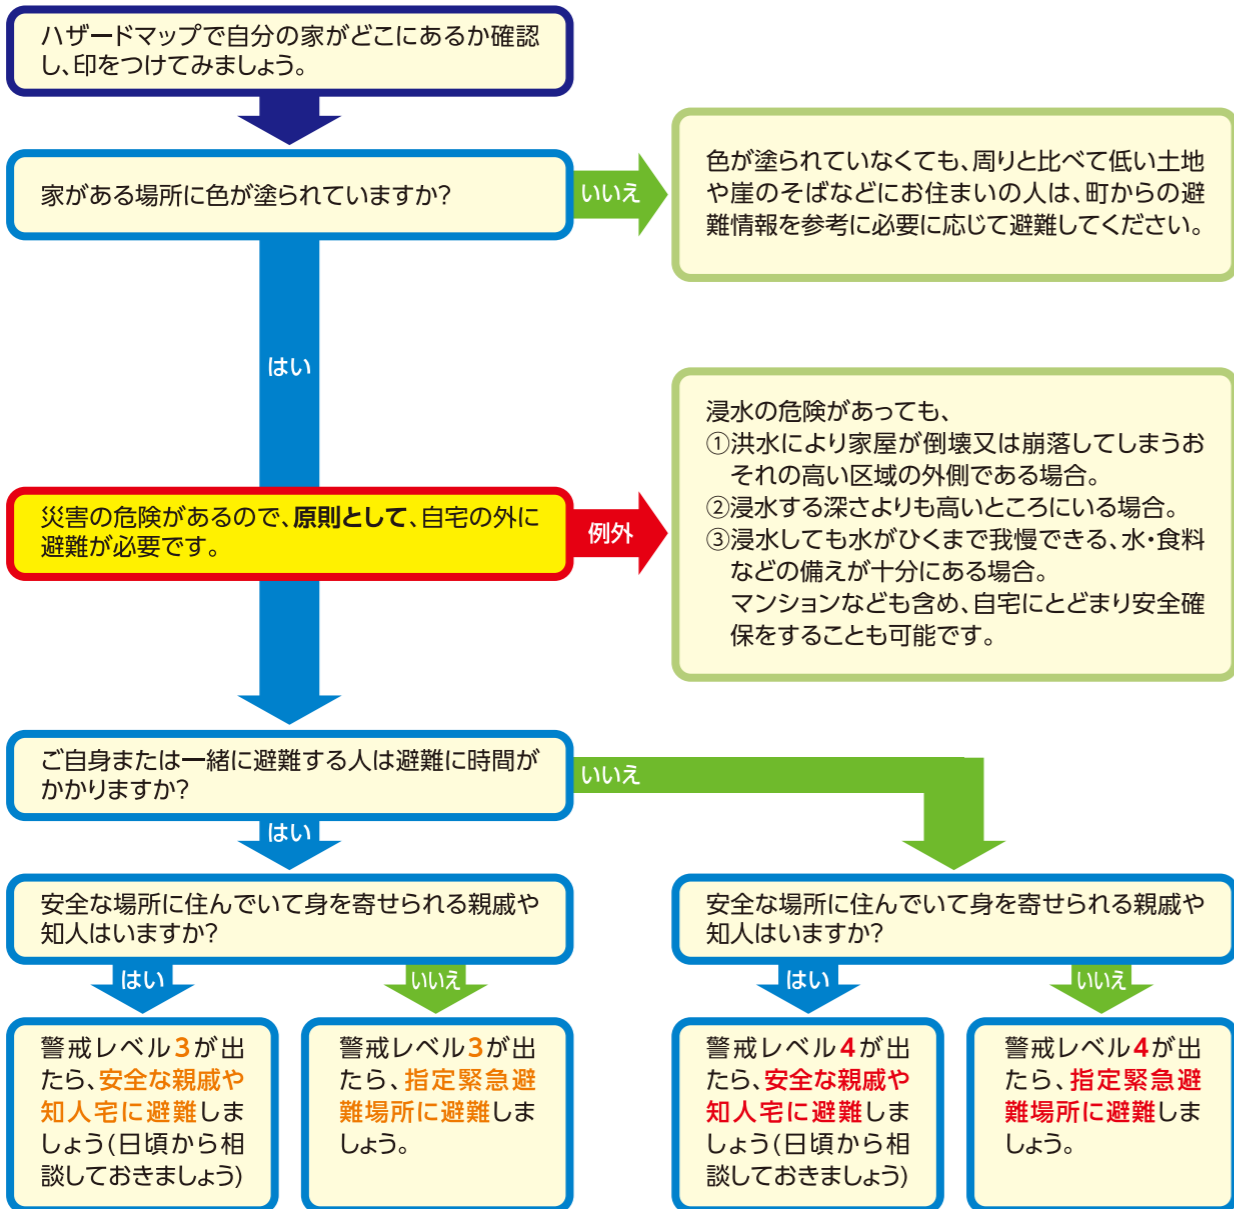 ハザードマップで自分の家がどこにあるか確認
し、印をつけてみましょう。
家がある場所に色が塗られていますか?
いいえ
色が塗られていなくても、周りと比べて低い土地
や崖のそばなどにお住まいの人は、町からの避
難情報を参考に必要に応じて避難してください。
はい
災害の危険があるので、原則として、自宅の外に
避難が必要です。
例外
浸水の危険があっても、
①洪水により家屋が倒壊又は崩落してしまうお
それの高い区域の外側である場合。
②浸水する深さよりも高いところにいる場合。
③浸水しても水がひくまで我慢できる、水・食料
などの備えが十分にある場合。
マンションなども含め、自宅にとどまり安全確
保をすることも可能です。
ご自身または一緒に避難する人は避難に時間が
かかりますか?
いいえ
はい
安全な場所に住んでいて身を寄せられる親戚や
知人はいますか?
はい
いいえ
警戒レベル3が出
たら、安全な親戚や
知人宅に避難しま
しょう(日頃から相
談しておきましょう)
警戒レベル3が出
たら、指定緊急避
難場所に避難しま
しょう。
安全な場所に住んでいて身を寄せられる親戚や
知人はいますか?
はい
いいえ
警戒レベル4が出
たら、安全な親戚や
知人宅に避難しま
しょう(日頃から相
談しておきましょう)
警戒レベル4が出
たら、指定緊急避
難場所に避難しま
しょう。